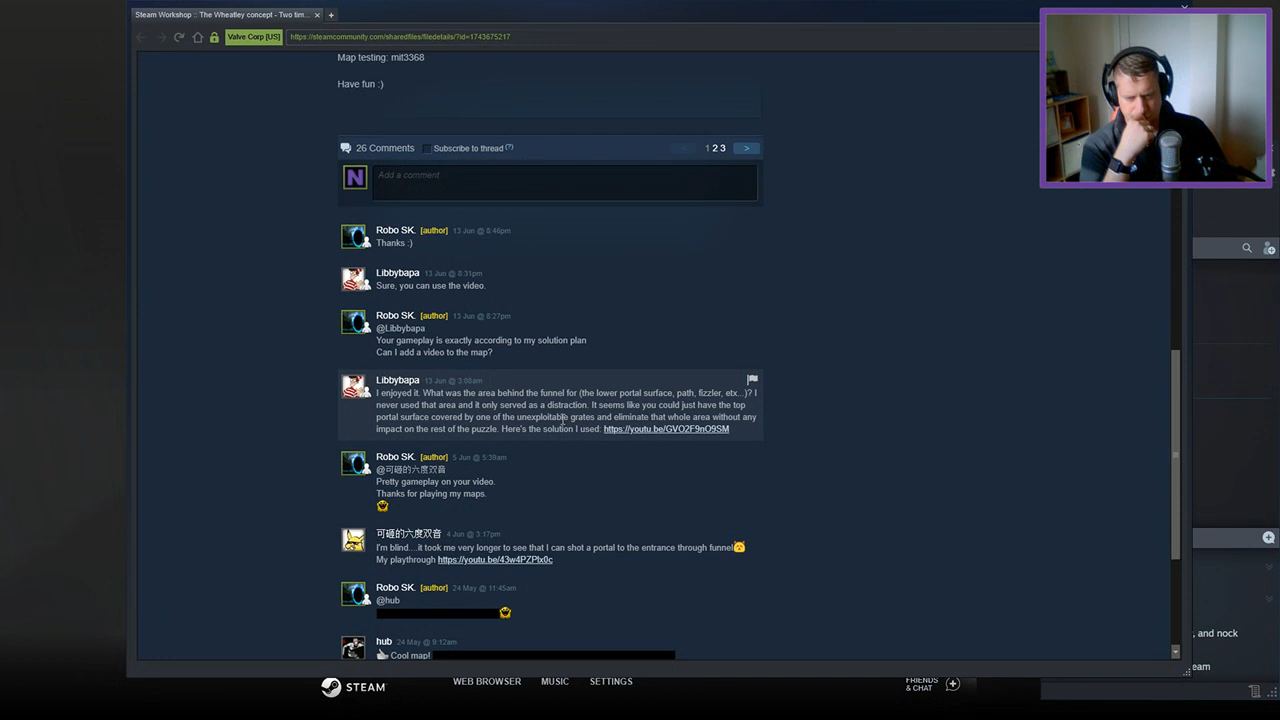 Steam Workshop :: The Wheatley concept - Two tim...
Valve Corp [US]
https://steamcommunity.com/sharedfiles/filedetails/?id=1743675217
Map testing: mit3368
Have fun :)
26 Comments Subscribe to thread (?) < 1 2 3 >
N Add a comment
Robo SK. [author] 13 Jun @ 8:46pm
Thanks :)
Libbybapa 13 Jun @ 8:31pm
Sure, you can use the video.
Robo SK. [author] 13 Jun @ 8:27pm
@Libbybapa
Your gameplay is exactly according to my solution plan
Can I add a video to the map?
Libbybapa 13 Jun @ 3:08am
I enjoyed it. What was the area behind the funnel for (the lower portal surface, path, fizzler, etx...)? I
never used that area and it only served as a distraction. It seems like you could just have the top
portal surface covered by one of the unexploitable grates and eliminate that whole area without any
impact on the rest of the puzzle. Here's the solution I used: https://youtu.be/GVO2F9nO9SM
Robo SK. [author] 5 Jun @ 5:39am
@可砸的六度双音
Pretty gameplay on your video.
Thanks for playing my maps.
可砸的六度双音 4 Jun @ 3:17pm
I'm blind....it took me very longer to see that I can shot a portal to the entrance through funnel
My playthrough https://youtu.be/43w4PZPIx0c
Robo SK. [author] 24 May @ 11:45am
@hub
hub 24 May @ 9:12am
Cool map!
, and nock
eam
STEAM
WEB BROWSER MUSIC SETTINGS
FRIENDS
& CHAT